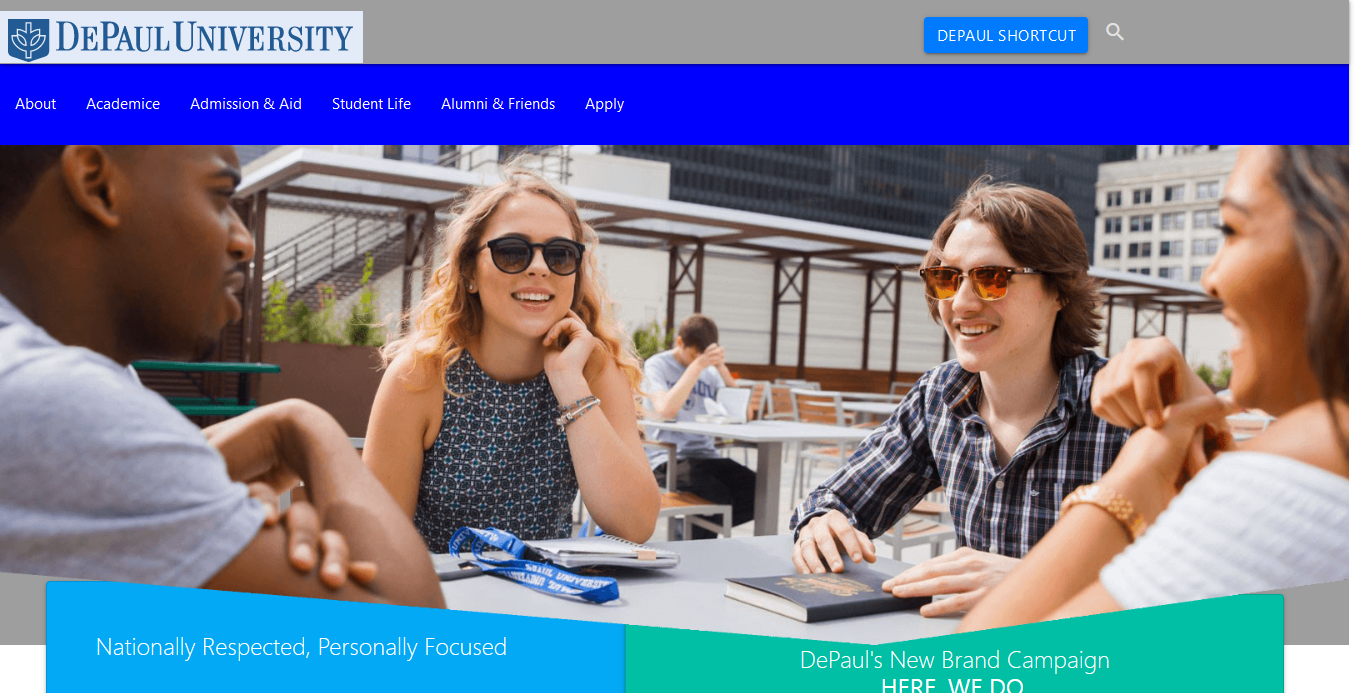 DEPAUL UNIVERSITY
DEPAUL SHORTCUT
About Academice Admission & Aid Student Life Alumni & Friends Apply
DEPAUL UNIVERSITY
Nationally Respected, Personally Focused
DePaul's New Brand Campaign
HERE, WE DO